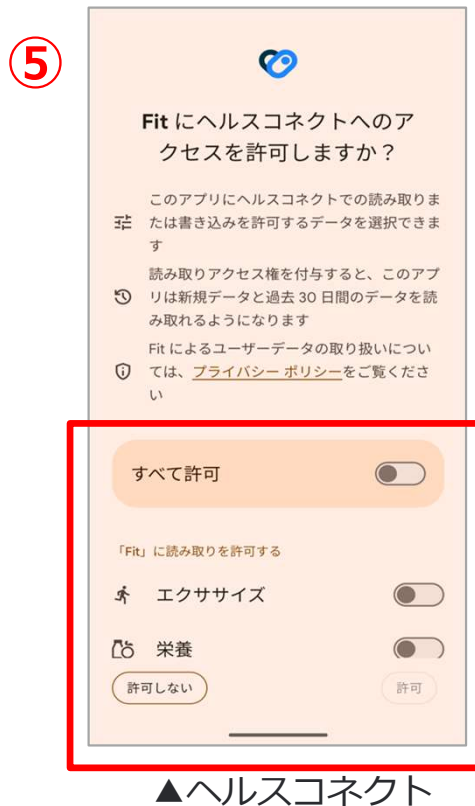 ⑤
Fit にヘルスコネクトへのア
クセスを許可しますか？
このアプリにヘルスコネクトでの読み取りま
たは書き込みを許可するデータを選択できま
す
読み取りアクセス権を付与すると、このアプ
リは新規データと過去 30 日間のデータを読
み取れるようになります
Fit によるユーザーデータの取り扱いについ
ては、プライバシー ポリシーをご覧くださ
い
すべて許可
「Fit」に読み取りを許可する
エクササイズ
栄養
許可しない
許可
▲ヘルスコネクト